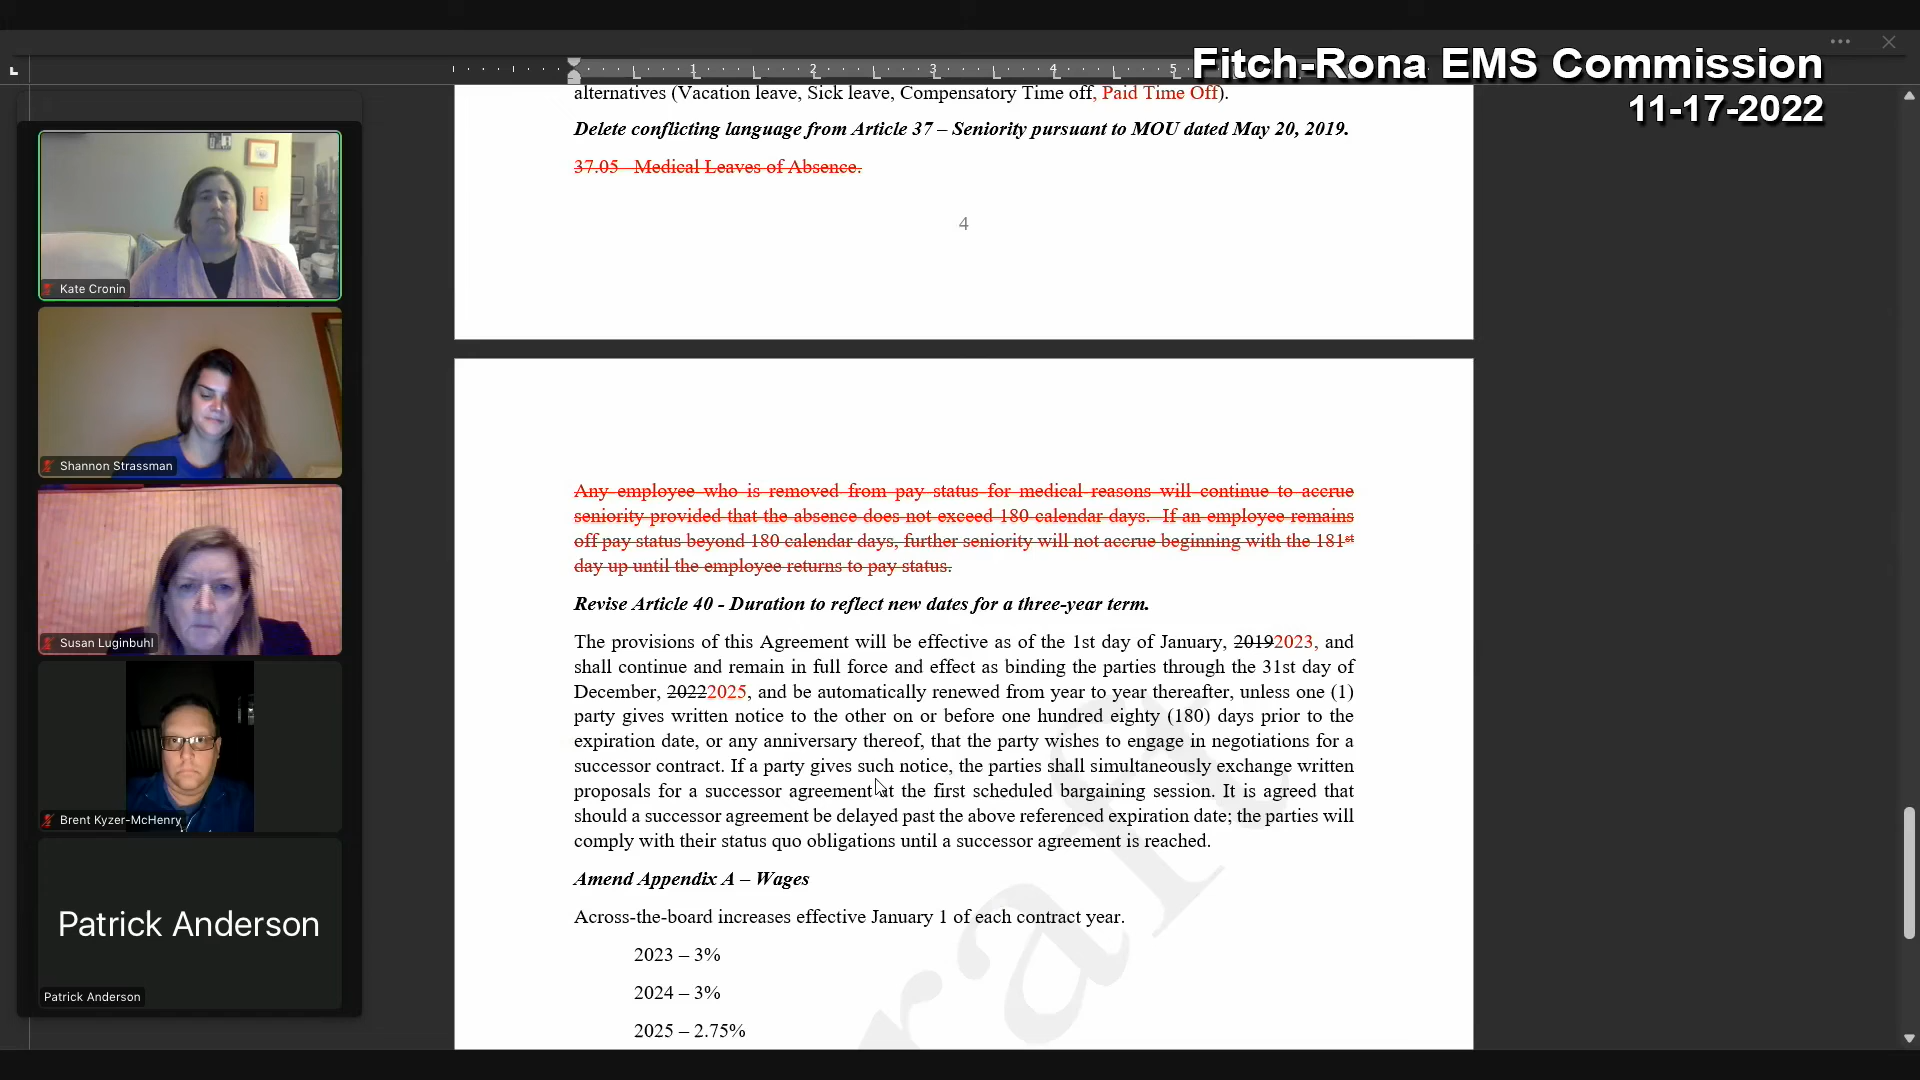 Fitch-Rona EMS Commission
11-17-2022
1 2 3 4 5
alternatives (Vacation leave, Sick leave, Compensatory Time off, Paid Time Off).
Delete conflicting language from Article 37 – Seniority pursuant to MOU dated May 20, 2019.
37.05 Medical Leaves of Absence.
4
Any employee who is removed from pay status for medical reasons will continue to accrue
seniority provided that the absence does not exceed 180 calendar days. If an employee remains
off pay status beyond 180 calendar days, further seniority will not accrue beginning with the 181st
day up until the employee returns to pay status.
Revise Article 40 - Duration to reflect new dates for a three-year term.
The provisions of this Agreement will be effective as of the 1st day of January, 20192023, and
shall continue and remain in full force and effect as binding the parties through the 31st day of
December, 20222025, and be automatically renewed from year to year thereafter, unless one (1)
party gives written notice to the other on or before one hundred eighty (180) days prior to the
expiration date, or any anniversary thereof, that the party wishes to engage in negotiations for a
successor contract. If a party gives such notice, the parties shall simultaneously exchange written
proposals for a successor agreement at the first scheduled bargaining session. It is agreed that
should a successor agreement be delayed past the above referenced expiration date; the parties will
comply with their status quo obligations until a successor agreement is reached.
Amend Appendix A – Wages
Across-the-board increases effective January 1 of each contract year.
2023 – 3%
2024 – 3%
2025 – 2.75%
raft
Kate Cronin
Shannon Strassman
Susan Luginbuhl
Brent Kyzer-McHenry
Patrick Anderson
Patrick Anderson